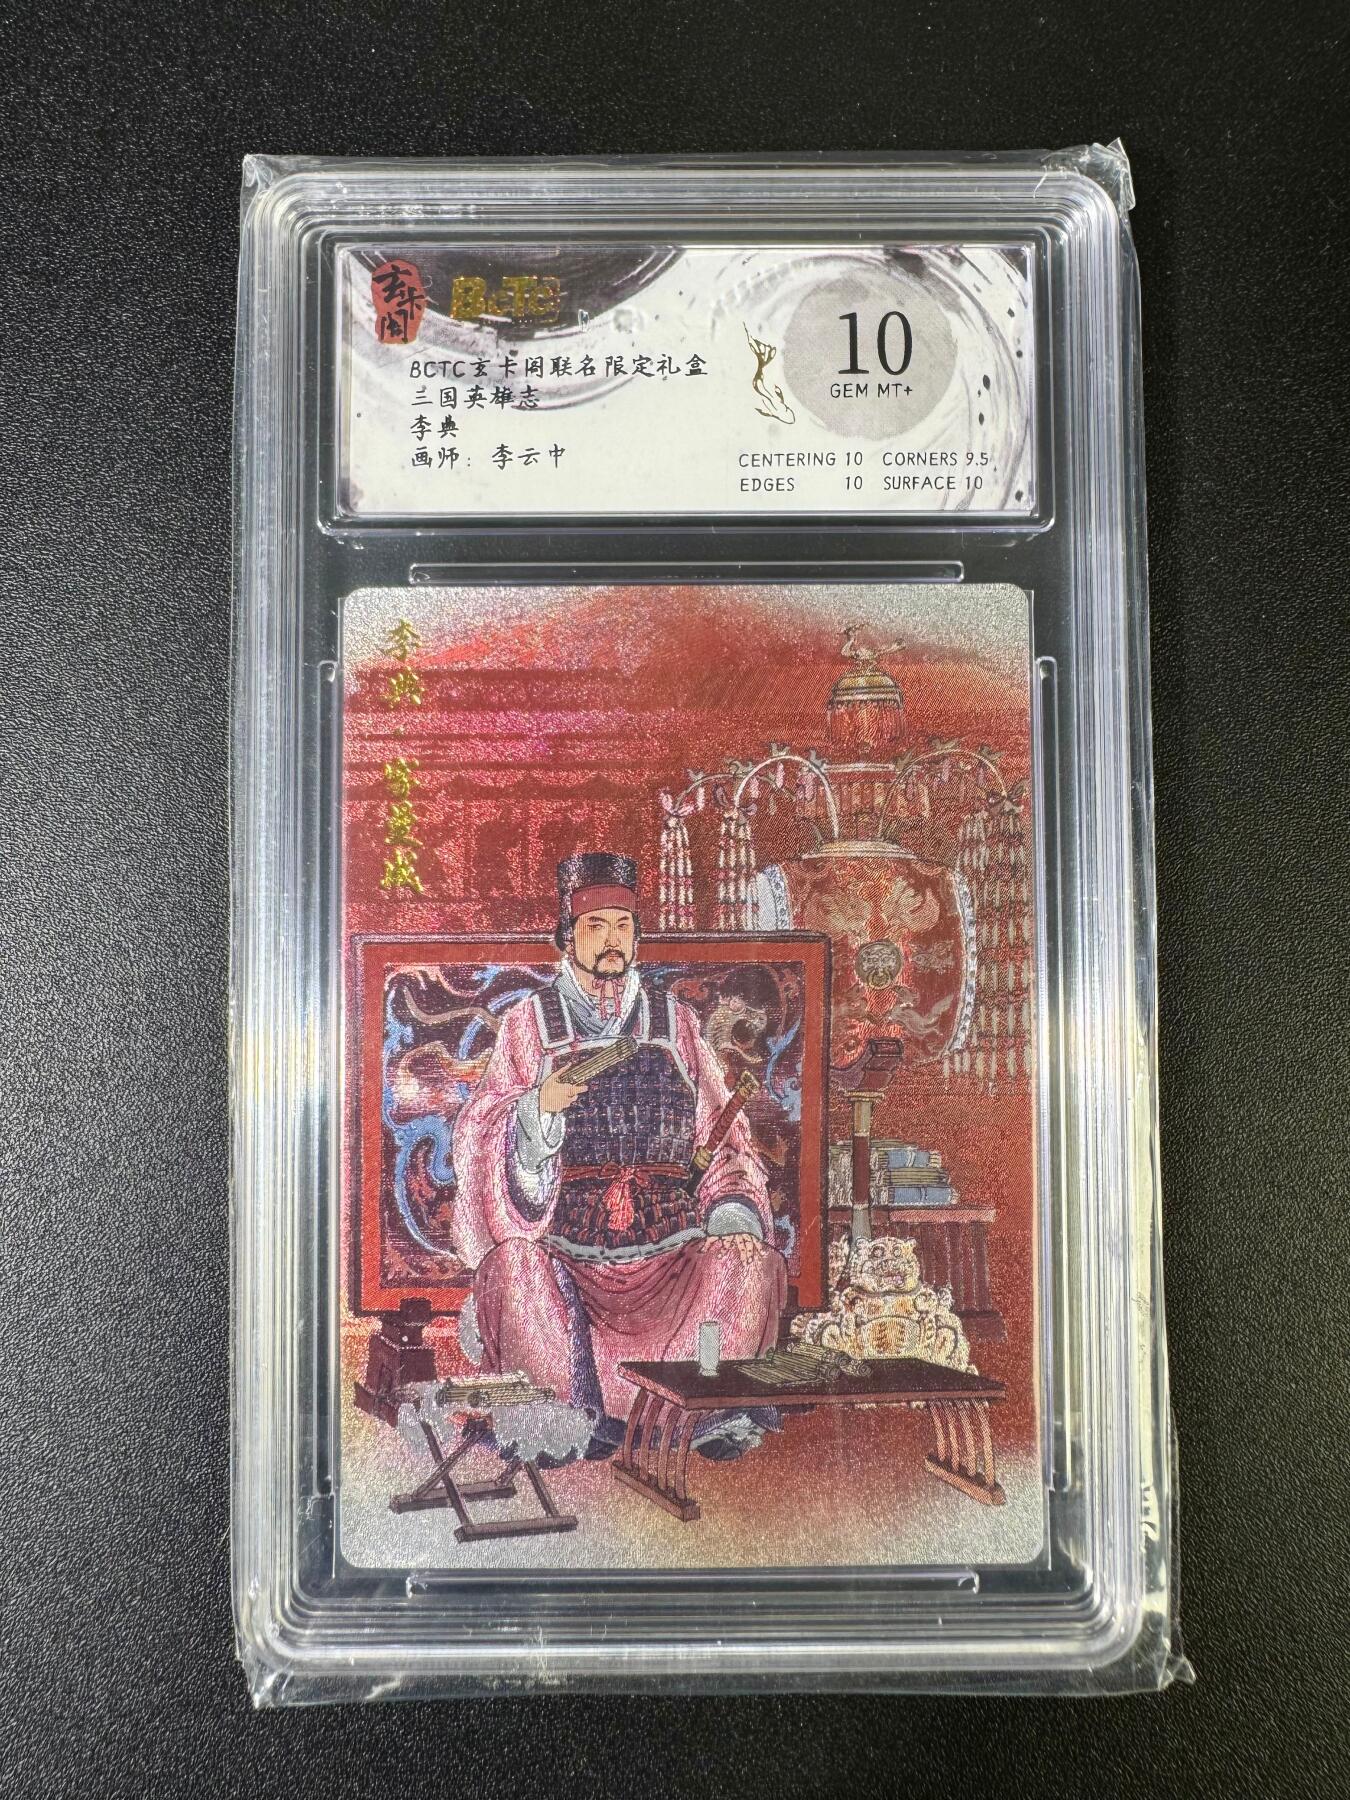 玄卡阁
BCTC
BCTC玄卡阁联名限定礼盒
三国英雄志
李典
画师：李云中
10
GEM MT+
CENTERING 10 CORNERS 9.5
EDGES 10 SURFACE 10
李典·字曼成